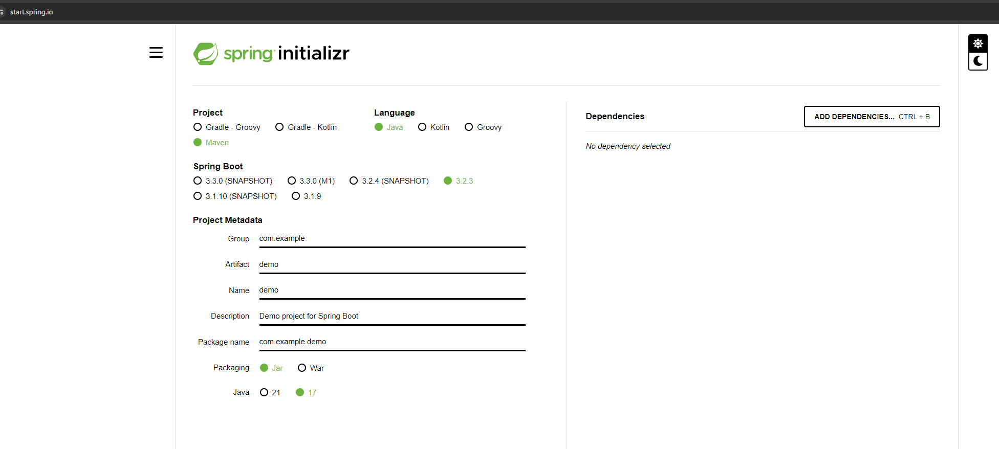 start.spring.io
spring initializr
Project
Gradle - Groovy Gradle - Kotlin
Maven
Language
Java Kotlin Groovy
Spring Boot
3.3.0 (SNAPSHOT) 3.3.0 (M1) 3.2.4 (SNAPSHOT) 3.2.3
3.1.10 (SNAPSHOT) 3.1.9
Project Metadata
Group com.example
Artifact demo
Name demo
Description Demo project for Spring Boot
Package name com.example.demo
Packaging Jar War
Java 21 17
Dependencies ADD DEPENDENCIES... CTRL + B
No dependency selected